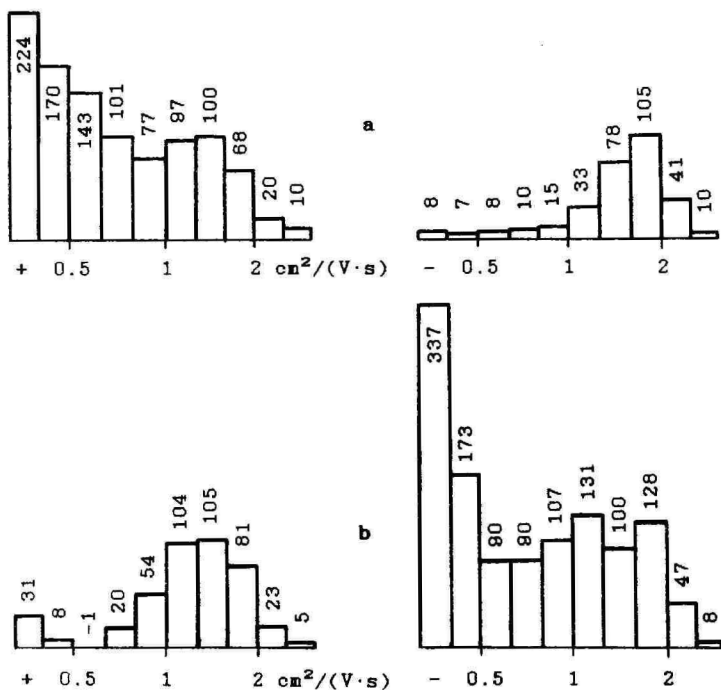 224 170 143 101 77 97 100 68 20 10
a
8 7 8 10 15 33 78 105 41 10
+ 0.5 1 2 cm²/(V·s) - 0.5 1 2
31 8 -1 20 54 104 105 81 23 5
b
337 173 90 90 107 131 100 128 47 8
+ 0.5 1 2 cm²/(V·s) - 0.5 1 2